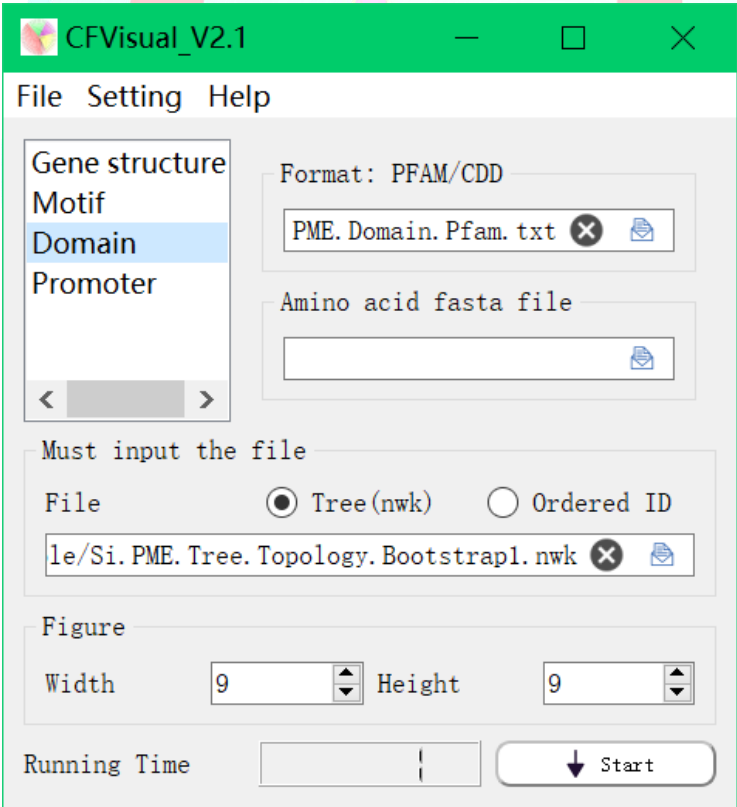 CFVisual_V2.1
File Setting Help
Gene structure
Motif
Domain
Promoter
Format: PFAM/CDD
PME.Domain.Pfam.txt
Amino acid fasta file
Must input the file
File Tree(nwk) Ordered ID
le/Si.PME.Tree.Topology.Bootstrap1.nwk
Figure
Width 9 Height 9
Running Time Start